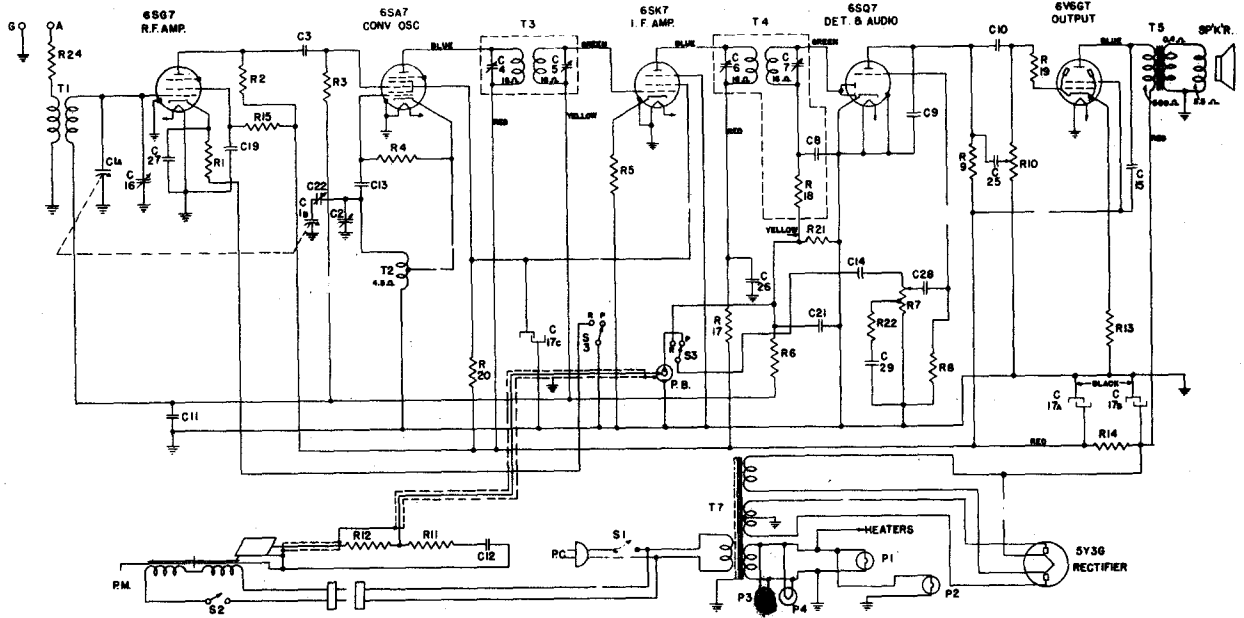 G A
6SG7
R.F. AMP.
6SA7
CONV OSC
T3
6SK7
I.F. AMP.
T4
6SQ7
DET. & AUDIO
6V6GT
OUTPUT
T5
SP'K'R.
R24
C3
BLUE
GREEN
BLUE
GREEN
C10
BLUE
R2
R3
C4
C5
C6
C7
R19
T1
R15
RED
YELLOW
RED
C9
RED
C1A
C16
C27
R1
C19
R4
C13
C22
C1B
C2
R5
C8
R18
R9
C25
R10
C15
YELLOW
R21
T2
4.5Ω
C26
C14
C28
R7
R20
C17C
R P
S3
R P
S3
R17
C21
R22
R6
C29
R8
R13
P.B.
BLACK
C17A
C17B
C11
RED
R14
T7
HEATERS
R12
R11
C12
P.C.
S1
P1
5Y3G
RECTIFIER
P.M.
S2
P3
P4
P2